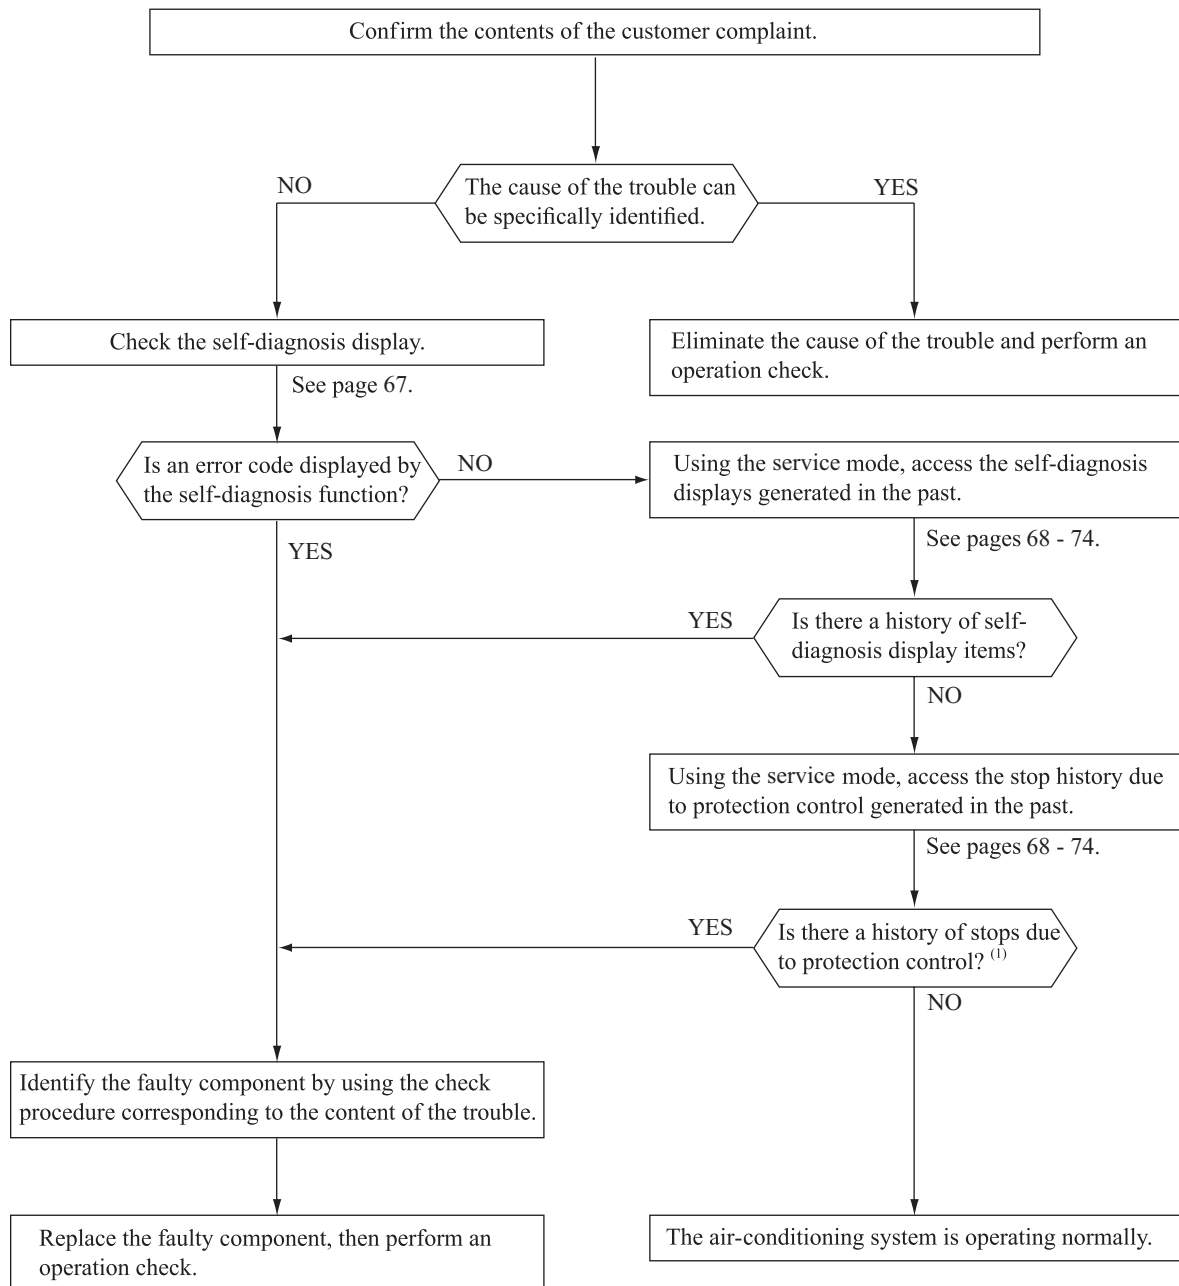 Confirm the contents of the customer complaint.
NO
The cause of the trouble can
be specifically identified.
YES
Check the self-diagnosis display.
Eliminate the cause of the trouble and perform an
operation check.
See page 67.
Is an error code displayed by
the self-diagnosis function?
NO
Using the service mode, access the self-diagnosis
displays generated in the past.
YES
See pages 68 - 74.
YES
Is there a history of self-
diagnosis display items?
NO
Using the service mode, access the stop history due
to protection control generated in the past.
See pages 68 - 74.
YES
Is there a history of stops due
to protection control? (1)
NO
Identify the faulty component by using the check
procedure corresponding to the content of the trouble.
Replace the faulty component, then perform an
operation check.
The air-conditioning system is operating normally.